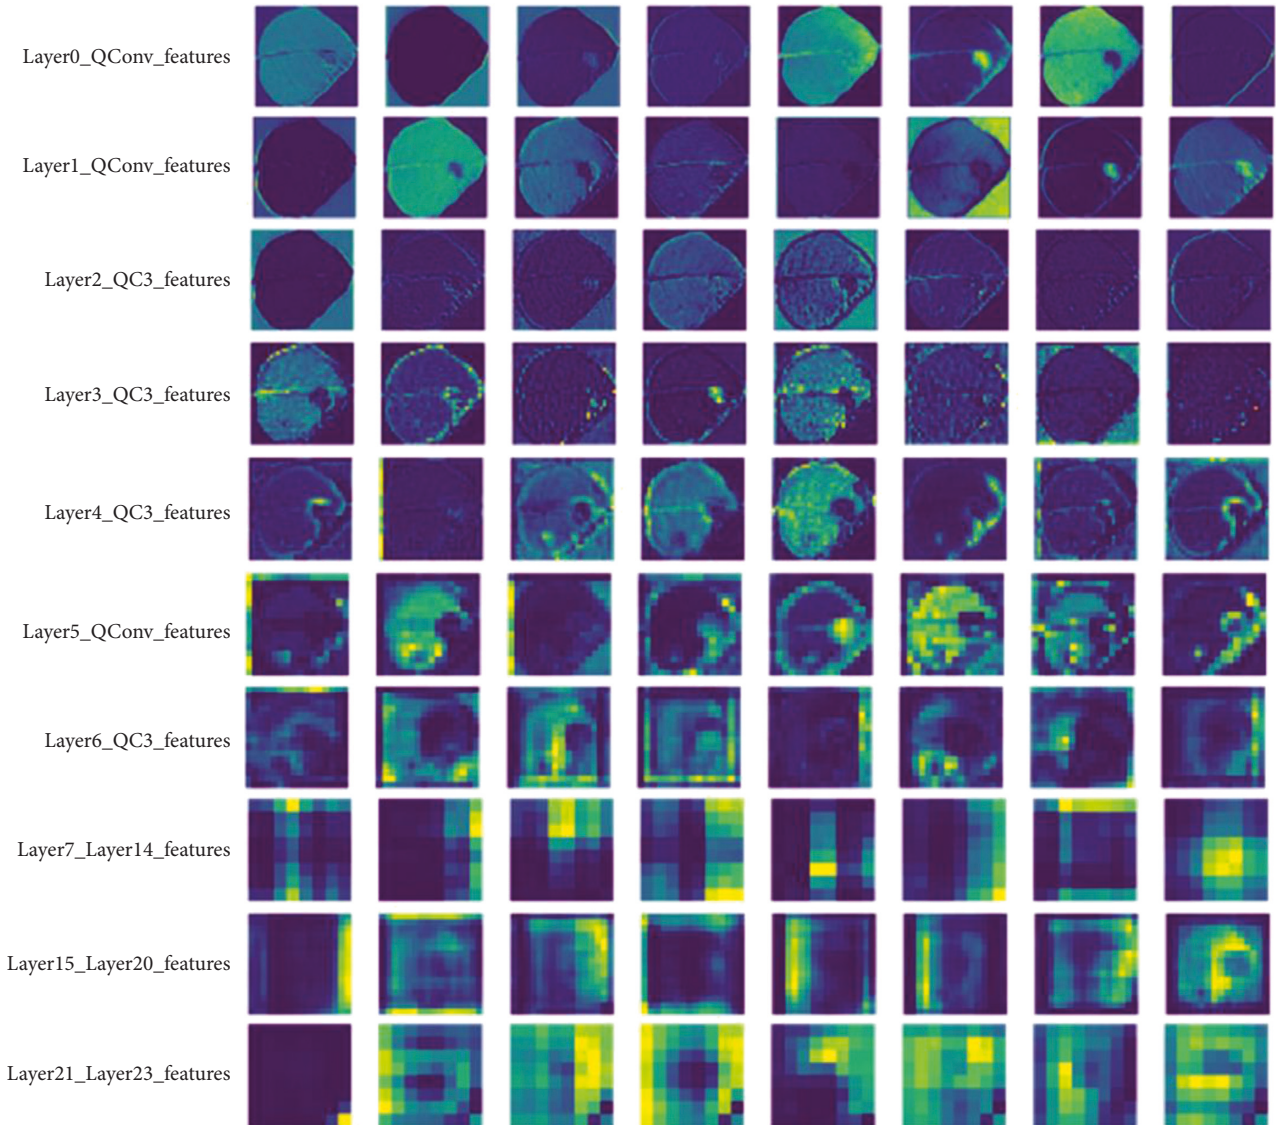 Layer0_QConv_features
Layer1_QConv_features
Layer2_QC3_features
Layer3_QC3_features
Layer4_QC3_features
Layer5_QConv_features
Layer6_QC3_features
Layer7_Layer14_features
Layer15_Layer20_features
Layer21_Layer23_features